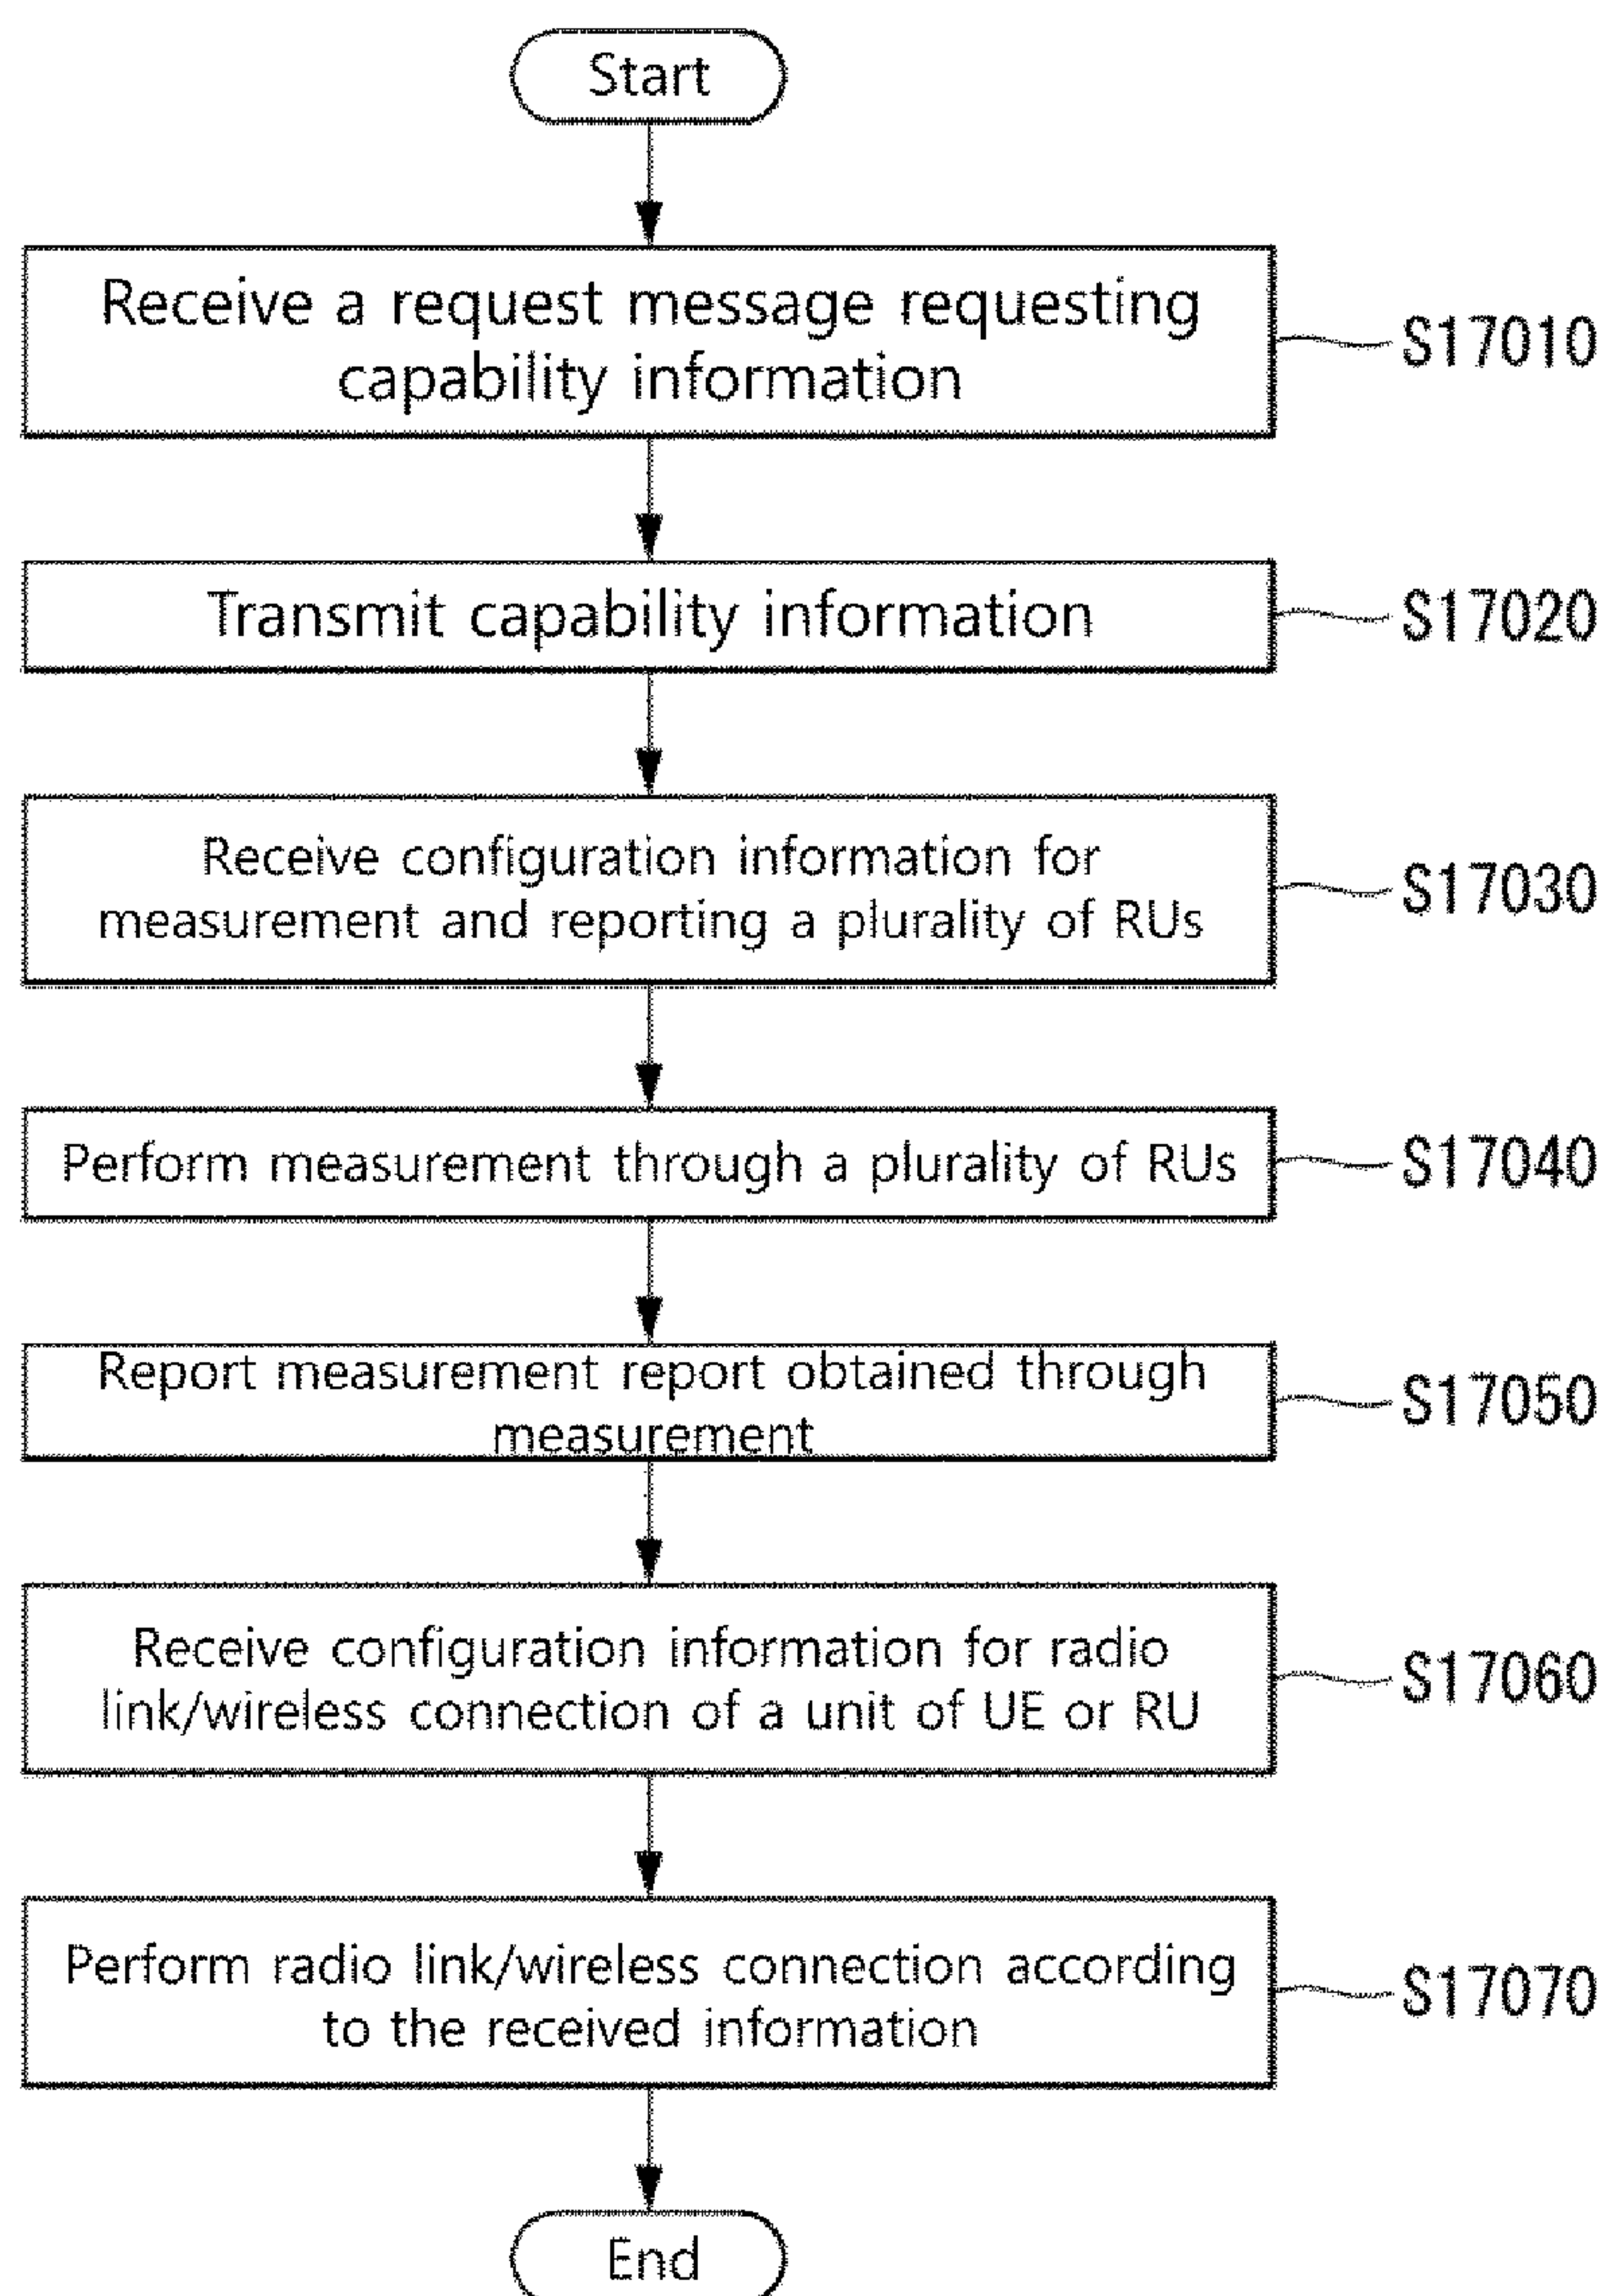 Start
Receive a request message requesting
capability information
S17010
Transmit capability information
S17020
Receive configuration information for
measurement and reporting a plurality of RUs
S17030
Perform measurement through a plurality of RUs
S17040
Report measurement report obtained through
measurement
S17050
Receive configuration information for radio
link/wireless connection of a unit of UE or RU
S17060
Perform radio link/wireless connection according
to the received information
S17070
End